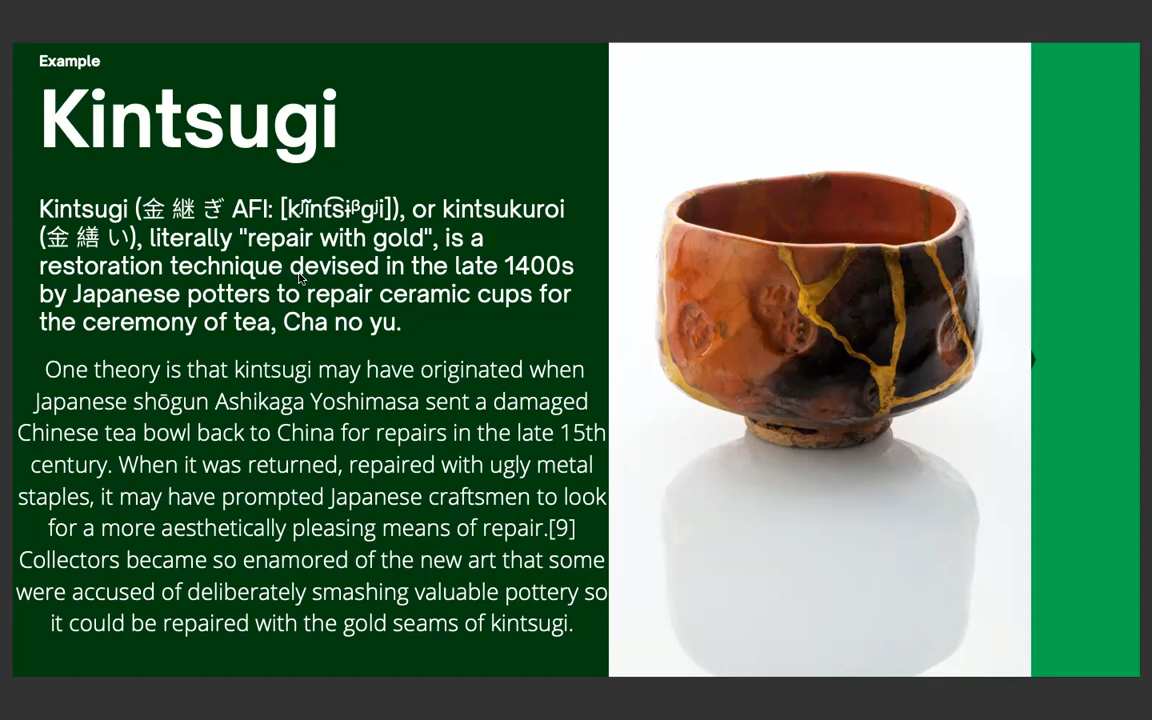 Example
Kintsugi
Kintsugi (金 継 ぎ AFI: [kʲĩnt͡sɨᵝgʲi]), or kintsukuroi
(金 繕 い), literally "repair with gold", is a
restoration technique devised in the late 1400s
by Japanese potters to repair ceramic cups for
the ceremony of tea, Cha no yu.
One theory is that kintsugi may have originated when
Japanese shōgun Ashikaga Yoshimasa sent a damaged
Chinese tea bowl back to China for repairs in the late 15th
century. When it was returned, repaired with ugly metal
staples, it may have prompted Japanese craftsmen to look
for a more aesthetically pleasing means of repair.[9]
Collectors became so enamored of the new art that some
were accused of deliberately smashing valuable pottery so
it could be repaired with the gold seams of kintsugi.